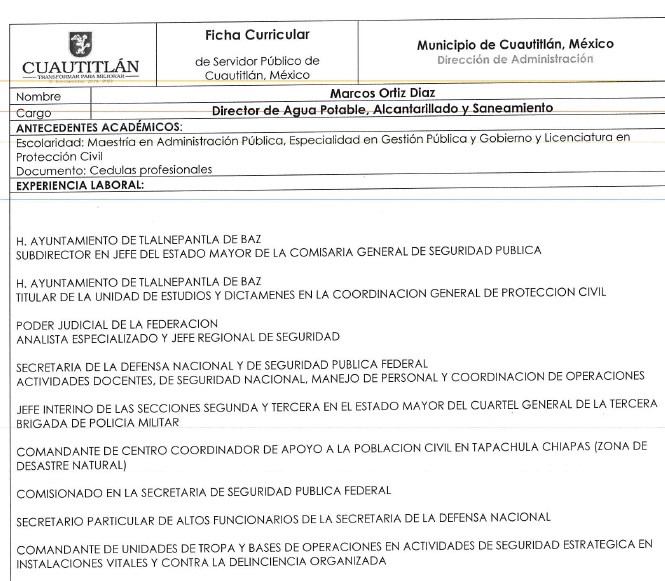 CUAUTITLÁN
TRANSFORMAR PARA MEJORAR
Ficha Curricular
de Servidor Público de
Cuautitlán, México
Municipio de Cuautitlán, México
Dirección de Administración
Nombre
Marcos Ortiz Diaz
Cargo
Director de Agua Potable, Alcantarillado y Saneamiento
ANTECEDENTES ACADÉMICOS:
Escolaridad: Maestría en Administración Pública, Especialidad en Gestión Pública y Gobierno y Licenciatura en
Protección Civil
Documento: Cedulas profesionales
EXPERIENCIA LABORAL:
H. AYUNTAMIENTO DE TLALNEPANTLA DE BAZ
SUBDIRECTOR EN JEFE DEL ESTADO MAYOR DE LA COMISARIA GENERAL DE SEGURIDAD PUBLICA
H. AYUNTAMIENTO DE TLALNEPANTLA DE BAZ
TITULAR DE LA UNIDAD DE ESTUDIOS Y DICTAMENES EN LA COORDINACION GENERAL DE PROTECCION CIVIL
PODER JUDICIAL DE LA FEDERACION
ANALISTA ESPECIALIZADO Y JEFE REGIONAL DE SEGURIDAD
SECRETARIA DE LA DEFENSA NACIONAL Y DE SEGURIDAD PUBLICA FEDERAL
ACTIVIDADES DOCENTES, DE SEGURIDAD NACIONAL, MANEJO DE PERSONAL Y COORDINACION DE OPERACIONES
JEFE INTERINO DE LAS SECCIONES SEGUNDA Y TERCERA EN EL ESTADO MAYOR DEL CUARTEL GENERAL DE LA TERCERA
BRIGADA DE POLICIA MILITAR
COMANDANTE DE CENTRO COORDINADOR DE APOYO A LA POBLACION CIVIL EN TAPACHULA CHIAPAS (ZONA DE
DESASTRE NATURAL)
COMISIONADO EN LA SECRETARIA DE SEGURIDAD PUBLICA FEDERAL
SECRETARIO PARTICULAR DE ALTOS FUNCIONARIOS DE LA SECRETARIA DE LA DEFENSA NACIONAL
COMANDANTE DE UNIDADES DE TROPA Y BASES DE OPERACIONES EN ACTIVIDADES DE SEGURIDAD ESTRATEGICA EN
INSTALACIONES VITALES Y CONTRA LA DELINCIENCIA ORGANIZADA